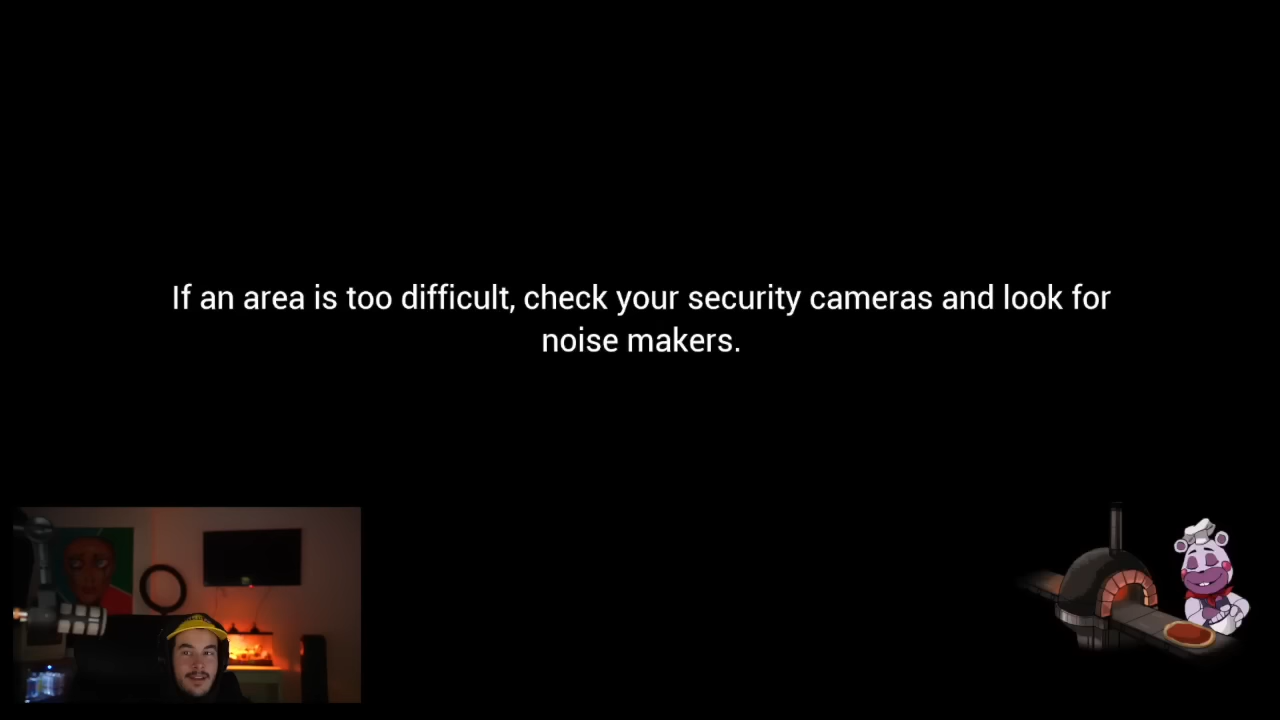 If an area is too difficult, check your security cameras and look for
noise makers.